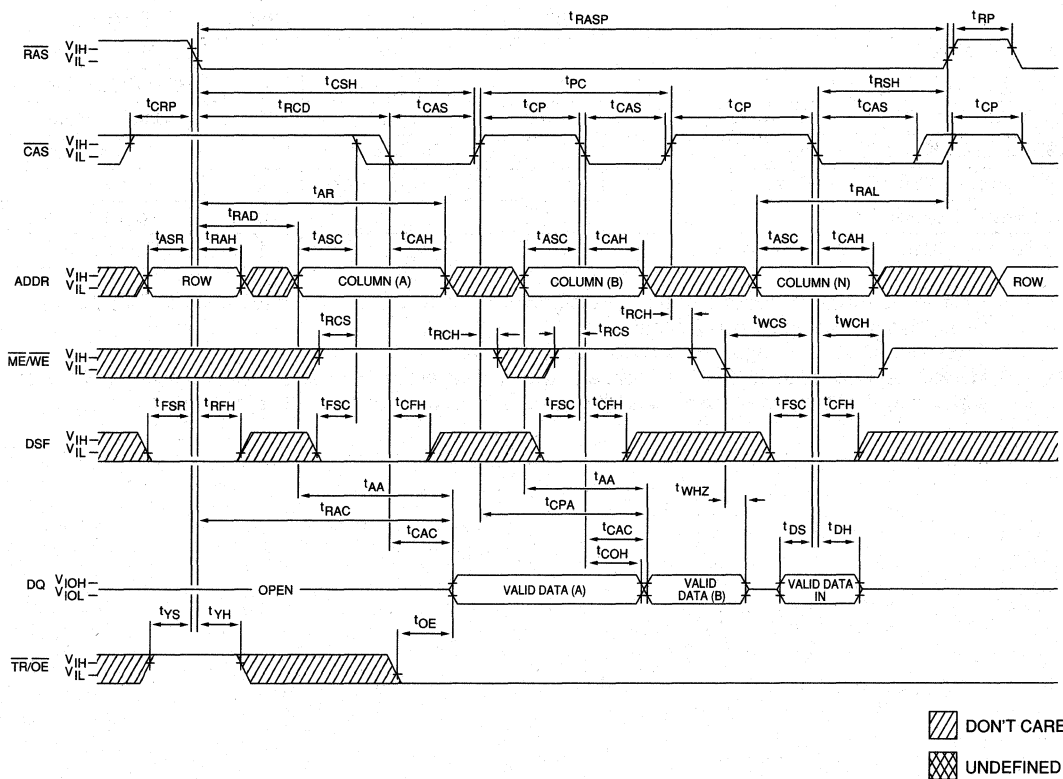 tRASP tRP
RAS VIH VIL
tCSH tPC tRSH
tCRP tRCD tCAS tCP tCAS tCP tCAS tCP
CAS VIH VIL
tAR tRAL
tRAD
tASR tRAH tASC tCAH tASC tCAH tASC tCAH
ADDR VIH VIL ROW COLUMN (A) COLUMN (B) COLUMN (N) ROW
tRCS tRCH tRCS tRCH tWCS tWCH
ME/WE VIH VIL
tFSR tRFH tFSC tCFH tFSC tCFH tFSC tCFH
DSF VIH VIL
tAA tAA tWHZ
tRAC tCPA
tCAC tCAC tDS tDH
tCOH
DQ VIOH VIOL OPEN VALID DATA (A) VALID DATA (B) VALID DATA IN
tYS tYH tOE
TR/OE VIH VIL
DON'T CARE
UNDEFINED